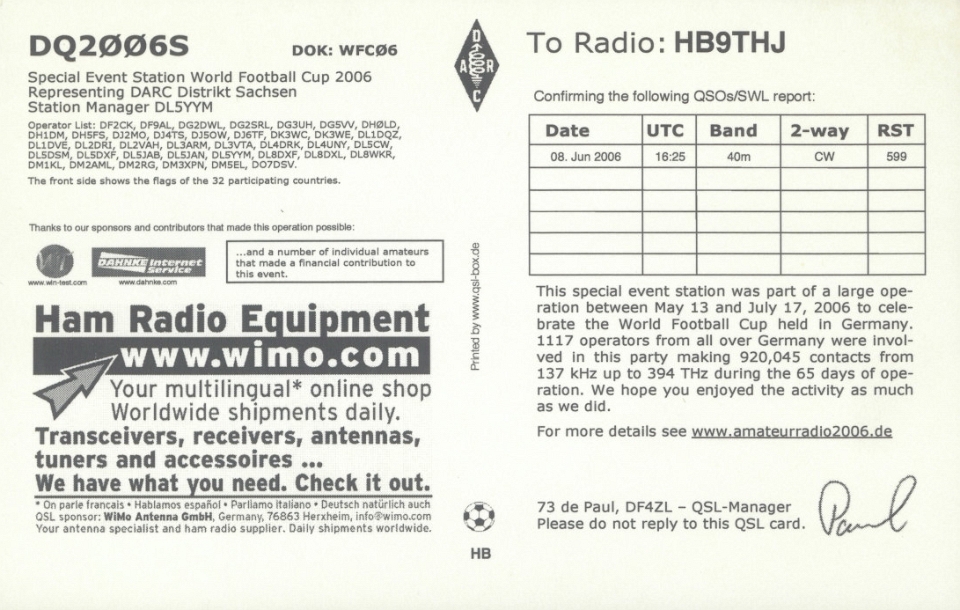 DQ2ØØ6S
DOK: WFCØ6
Special Event Station World Football Cup 2006
Representing DARC Distrikt Sachsen
Station Manager DL5YYM
Operator List: DF2CK, DF9AL, DG2DWL, DG2SRL, DG3UH, DG5VV, DHØLD,
DH1DM, DH5FS, DJ2MO, DJ4TS, DJ5OW, DJ6TF, DK3WC, DK3WE, DL1DQZ,
DL1DVE, DL2DRI, DL2VAH, DL3ARM, DL3VTA, DL4DRK, DL4UNY, DL5CW,
DL5DSM, DL5DXF, DL5JAB, DL5JAN, DL5YYM, DL8DXF, DL8DXL, DL8WKR,
DM1KL, DM2AML, DM2RG, DM3XPN, DM5EL, DO7DSV.
The front side shows the flags of the 32 participating countries.
Thanks to our sponsors and contributors that made this operation possible:
WT
www.win-test.com
DAHNKE Internet
Service
www.dahnke.com
...and a number of individual amateurs
that made a financial contribution to
this event.
Ham Radio Equipment
www.wimo.com
Your multilingual* online shop
Worldwide shipments daily.
Transceivers, receivers, antennas,
tuners and accessoires ...
We have what you need. Check it out.
* On parle francais • Hablamos español • Parliamo italiano • Deutsch natürlich auch
QSL sponsor: WiMo Antenna GmbH, Germany, 76863 Herxheim, info@wimo.com
Your antenna specialist and ham radio supplier. Daily shipments worldwide.
D
A R
C
Printed by www.qsl-box.de
HB
To Radio: HB9THJ
Confirming the following QSOs/SWL report:
Date UTC Band 2-way RST
08. Jun 2006 16:25 40m CW 599
This special event station was part of a large ope-
ration between May 13 and July 17, 2006 to cele-
brate the World Football Cup held in Germany.
1117 operators from all over Germany were invol-
ved in this party making 920,045 contacts from
137 kHz up to 394 THz during the 65 days of ope-
ration. We hope you enjoyed the activity as much
as we did.
For more details see www.amateurradio2006.de
73 de Paul, DF4ZL – QSL-Manager
Please do not reply to this QSL card.
Paul